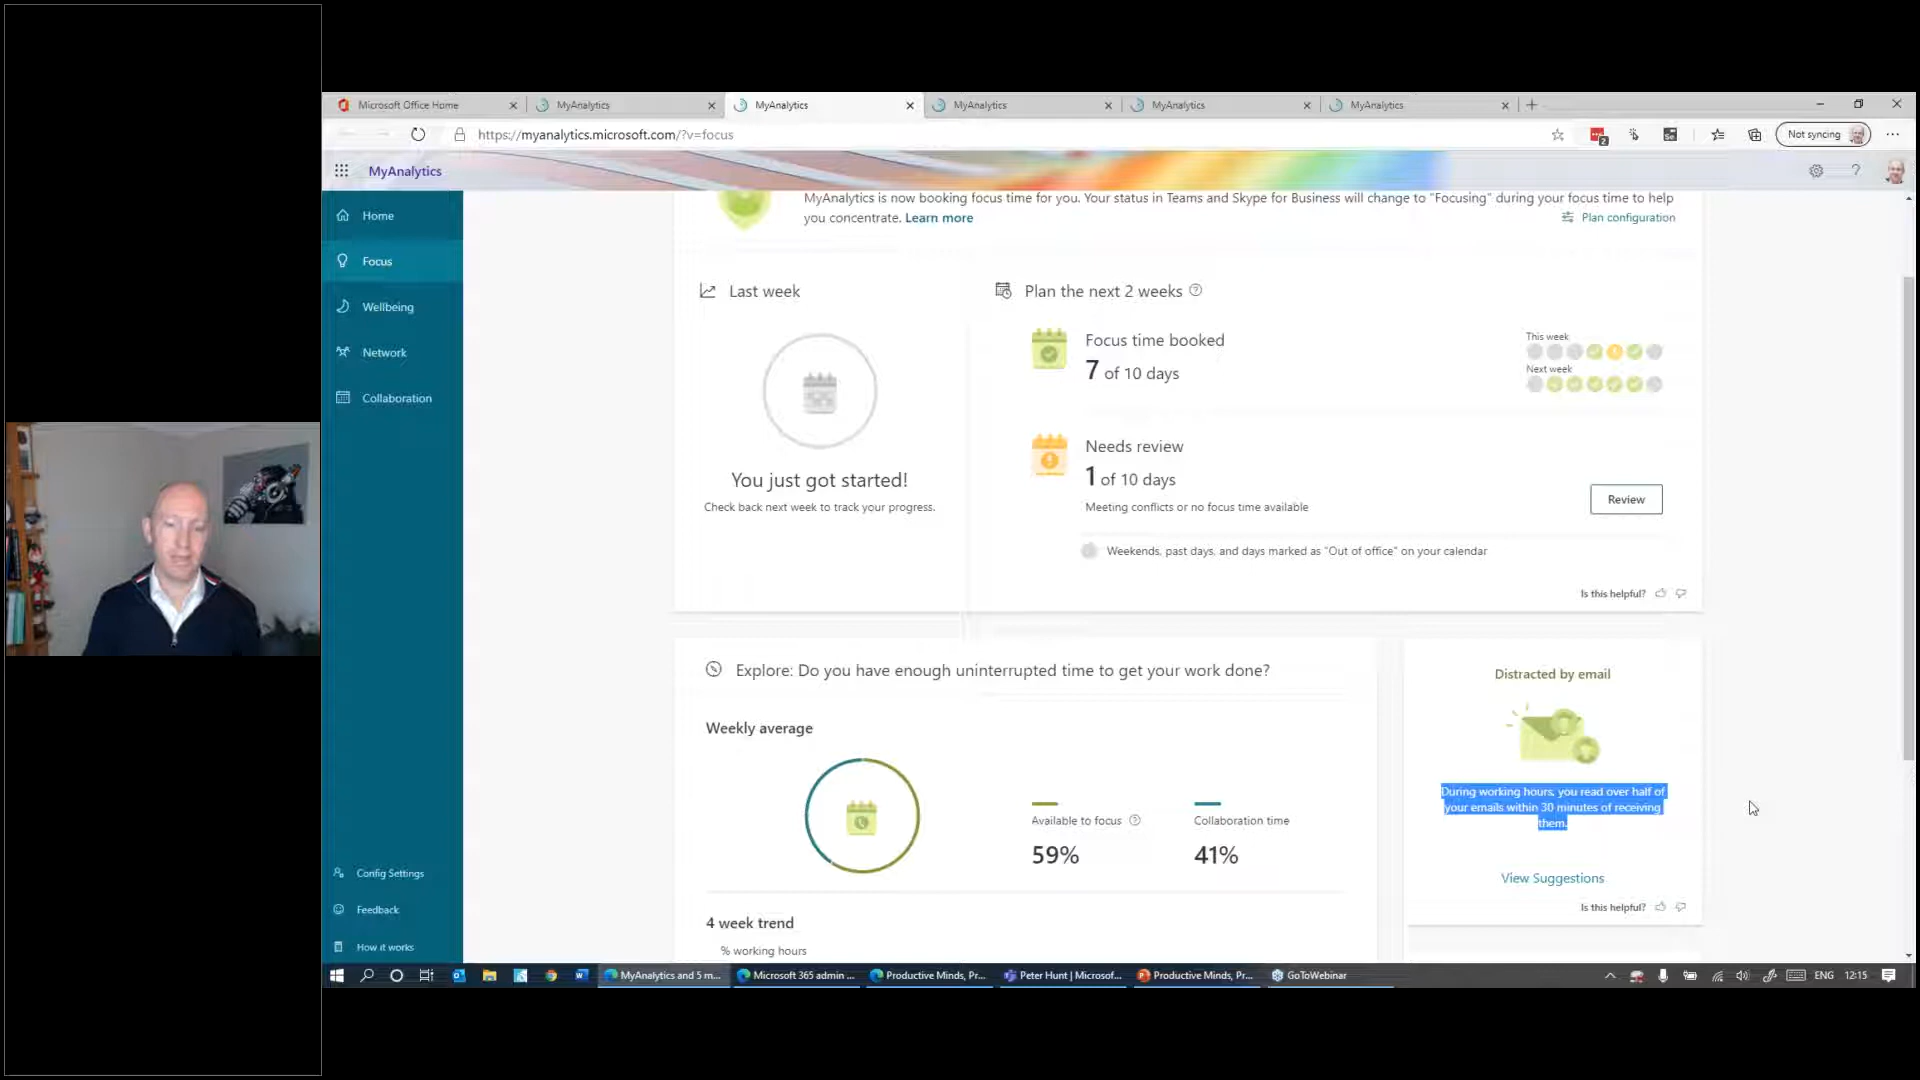 Microsoft Office Home
MyAnalytics
MyAnalytics
MyAnalytics
MyAnalytics
MyAnalytics
https://myanalytics.microsoft.com/?v=focus
Not syncing
MyAnalytics
Home
Focus
Wellbeing
Network
Collaboration
Config Settings
Feedback
How it works
MyAnalytics is now booking focus time for you. Your status in Teams and Skype for Business will change to "Focusing" during your focus time to help
you concentrate. Learn more
Plan configuration
Last week
You just got started!
Check back next week to track your progress.
Plan the next 2 weeks
Focus time booked
7 of 10 days
This week
Next week
Needs review
1 of 10 days
Meeting conflicts or no focus time available
Review
Weekends, past days, and days marked as "Out of office" on your calendar
Is this helpful?
Explore: Do you have enough uninterrupted time to get your work done?
Weekly average
Available to focus
59%
Collaboration time
41%
4 week trend
% working hours
Distracted by email
During working hours, you read over half of
your emails within 30 minutes of receiving
them.
View Suggestions
Is this helpful?
MyAnalytics and 5 m...
Microsoft 365 admin ...
Productive Minds, Pr...
Peter Hunt | Microsof...
Productive Minds, Pr...
GoToWebinar
ENG
12:15